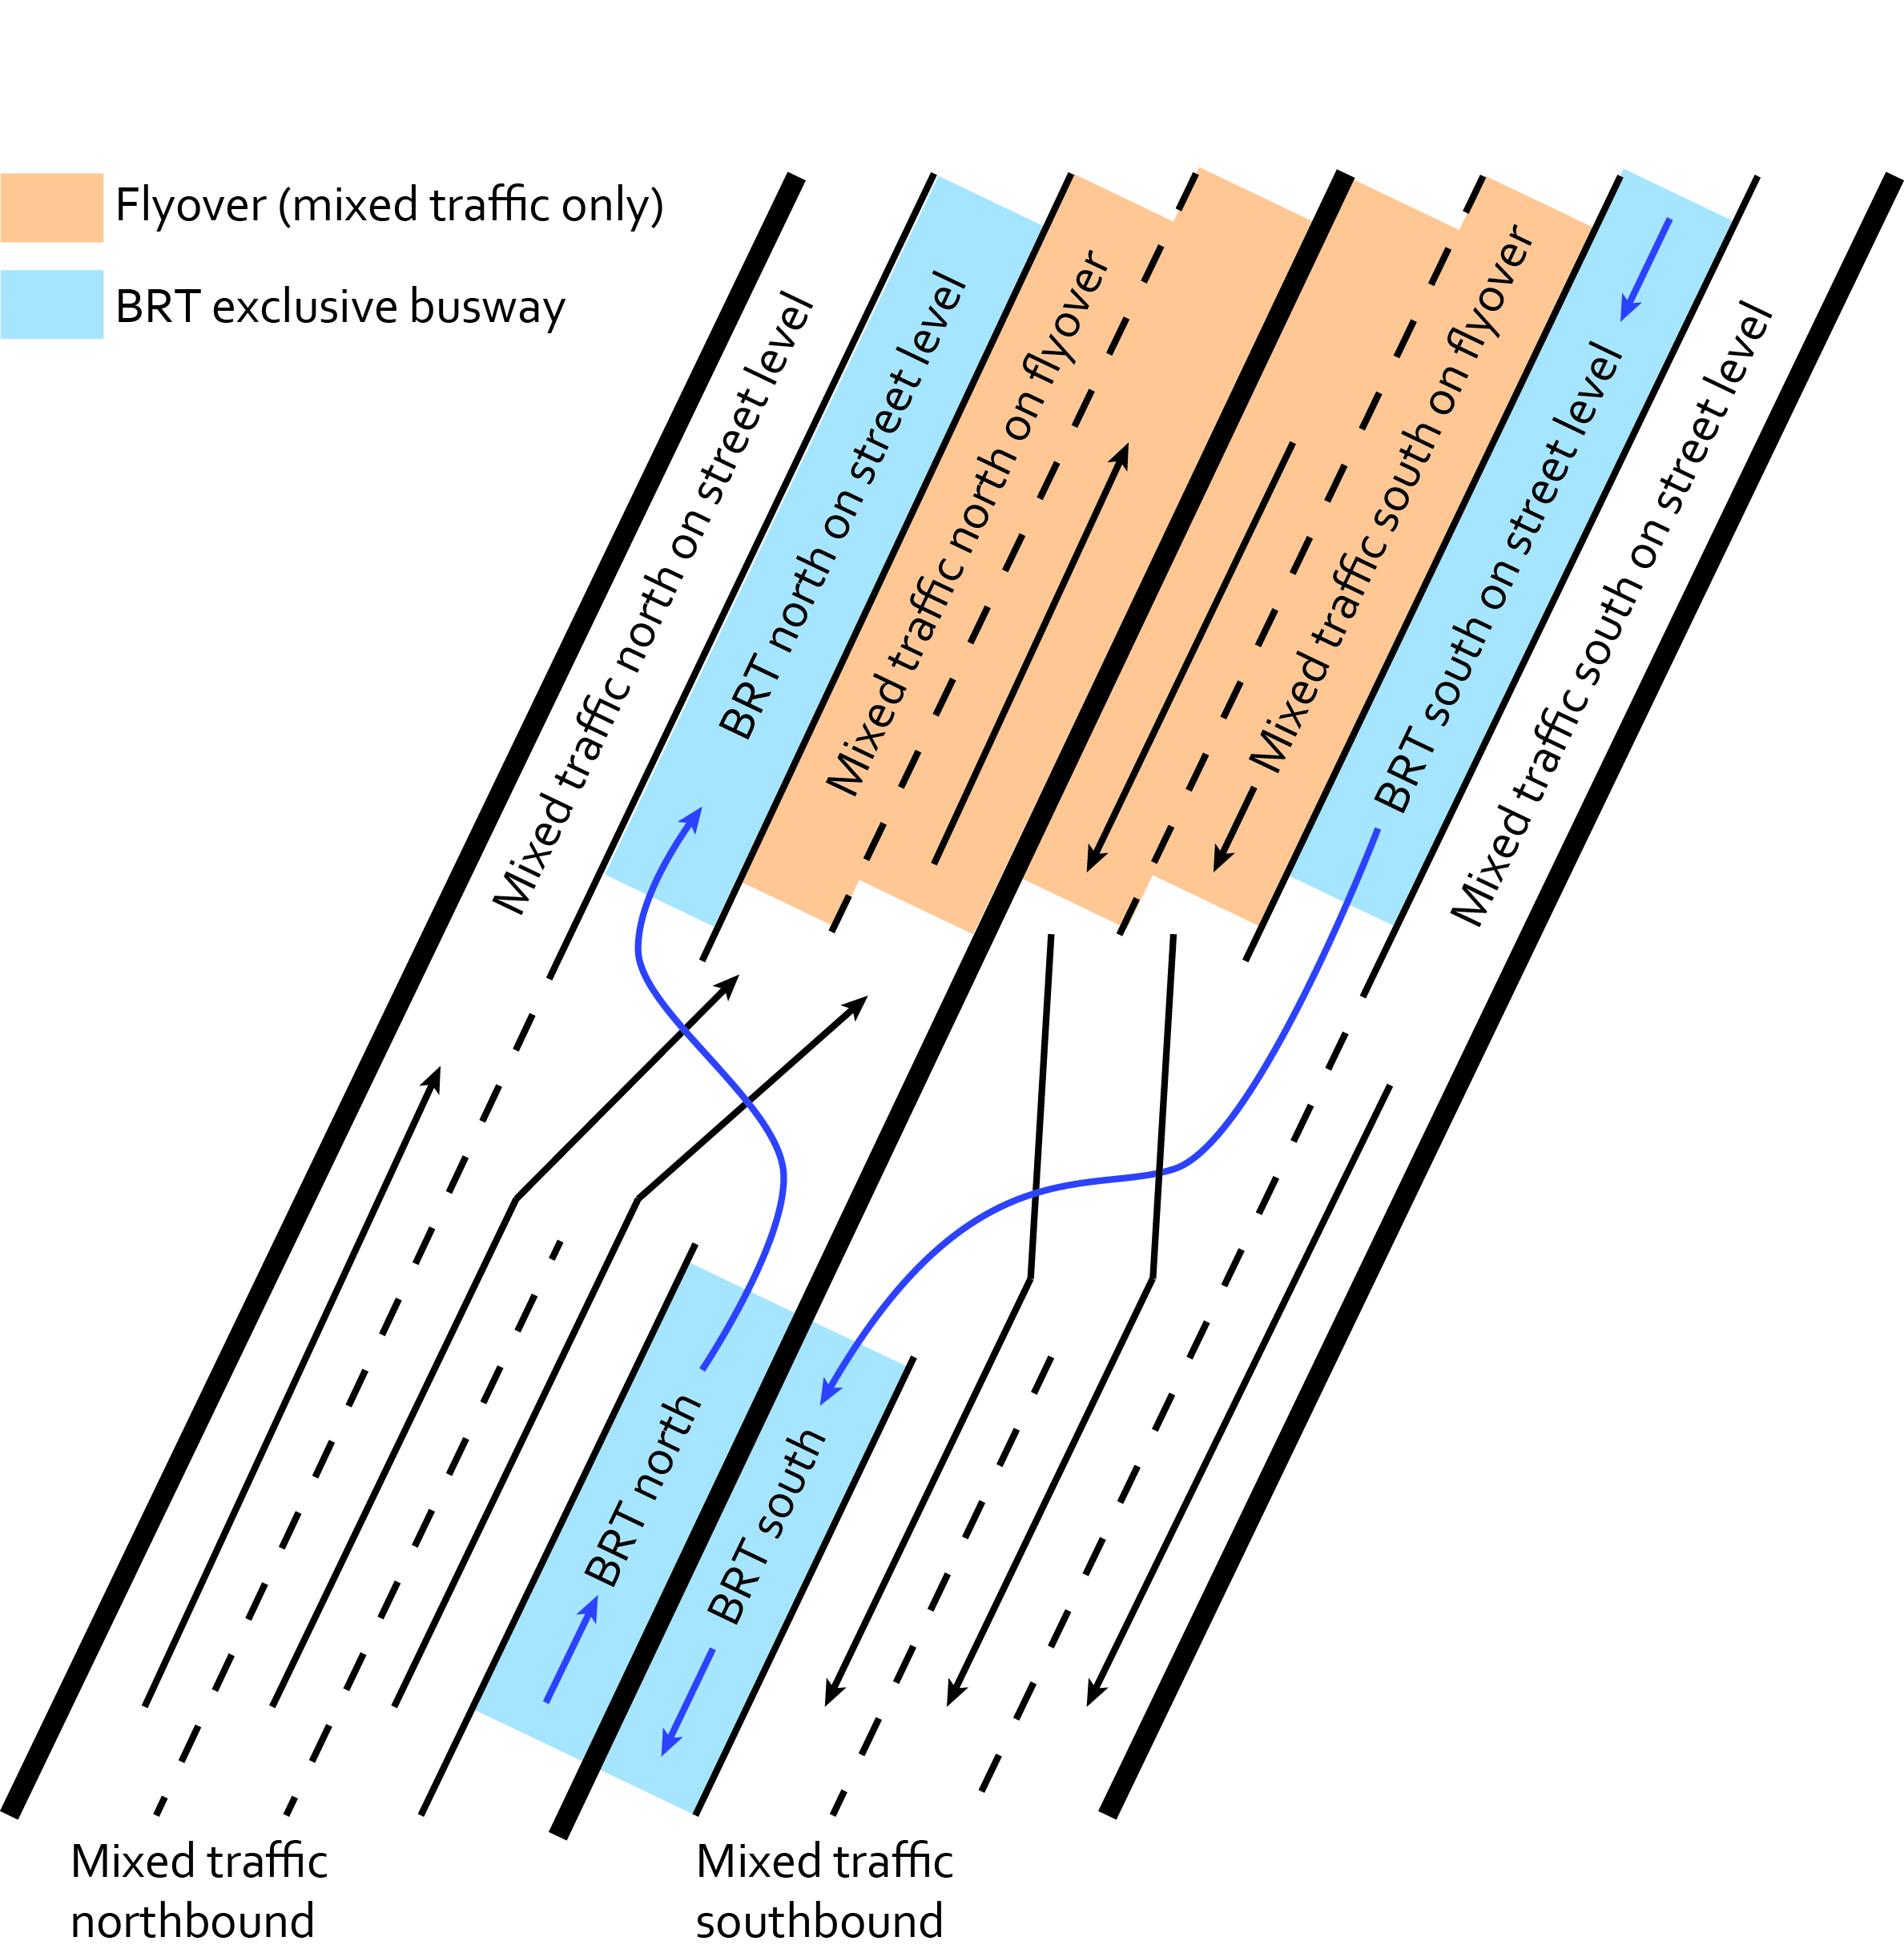 Flyover (mixed traffic only)
BRT exclusive busway
Mixed traffic north on street level
BRT north on street level
Mixed traffic north on flyover
Mixed traffic south on flyover
BRT south on street level
Mixed traffic south on street level
BRT north
BRT south
Mixed traffic
northbound
Mixed traffic
southbound